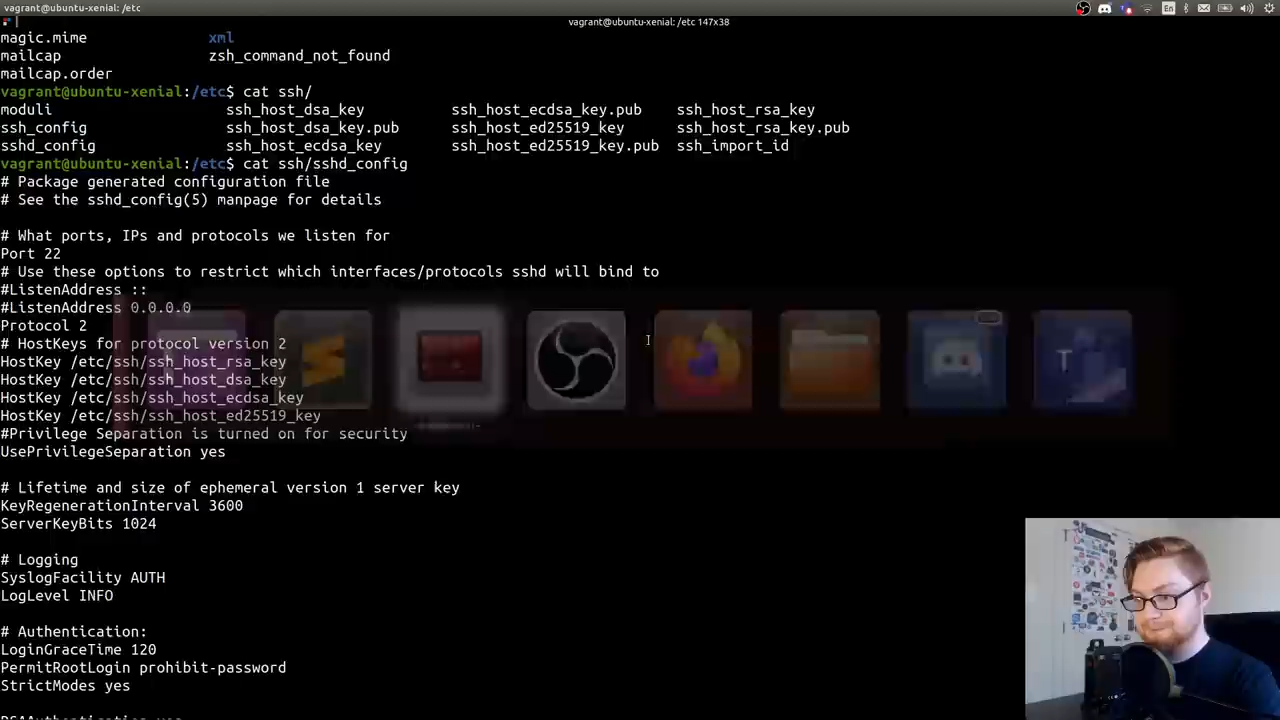 vagrant@ubuntu-xenial: /etc
En
vagrant@ubuntu-xenial: /etc 147x38
magic.mime xml
mailcap zsh_command_not_found
mailcap.order
vagrant@ubuntu-xenial:/etc$ cat ssh/
moduli ssh_host_dsa_key ssh_host_ecdsa_key.pub ssh_host_rsa_key
ssh_config ssh_host_dsa_key.pub ssh_host_ed25519_key ssh_host_rsa_key.pub
sshd_config ssh_host_ecdsa_key ssh_host_ed25519_key.pub ssh_import_id
vagrant@ubuntu-xenial:/etc$ cat ssh/sshd_config
# Package generated configuration file
# See the sshd_config(5) manpage for details
# What ports, IPs and protocols we listen for
Port 22
# Use these options to restrict which interfaces/protocols sshd will bind to
#ListenAddress ::
#ListenAddress 0.0.0.0
Protocol 2
# HostKeys for protocol version 2
HostKey /etc/ssh/ssh_host_rsa_key
HostKey /etc/ssh/ssh_host_dsa_key
HostKey /etc/ssh/ssh_host_ecdsa_key
HostKey /etc/ssh/ssh_host_ed25519_key
#Privilege Separation is turned on for security
UsePrivilegeSeparation yes
# Lifetime and size of ephemeral version 1 server key
KeyRegenerationInterval 3600
ServerKeyBits 1024
# Logging
SyslogFacility AUTH
LogLevel INFO
# Authentication:
LoginGraceTime 120
PermitRootLogin prohibit-password
StrictModes yes